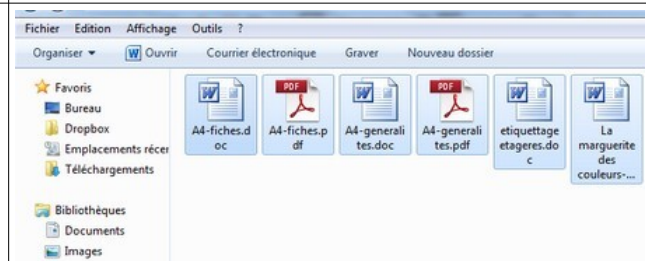 Fichier Edition Affichage Outils ?
Organiser Ouvrir Courrier électronique Graver Nouveau dossier
Favoris
Bureau
Dropbox
Emplacements récer
Téléchargements
Bibliothèques
Documents
Images
W
A4-fiches.d
oc
PDF
A4-fiches.p
df
W
A4-generali
tes.doc
PDF
A4-generali
tes.pdf
W
etiquettage
etageres.do
c
W
La
marguerite
des
couleurs-...